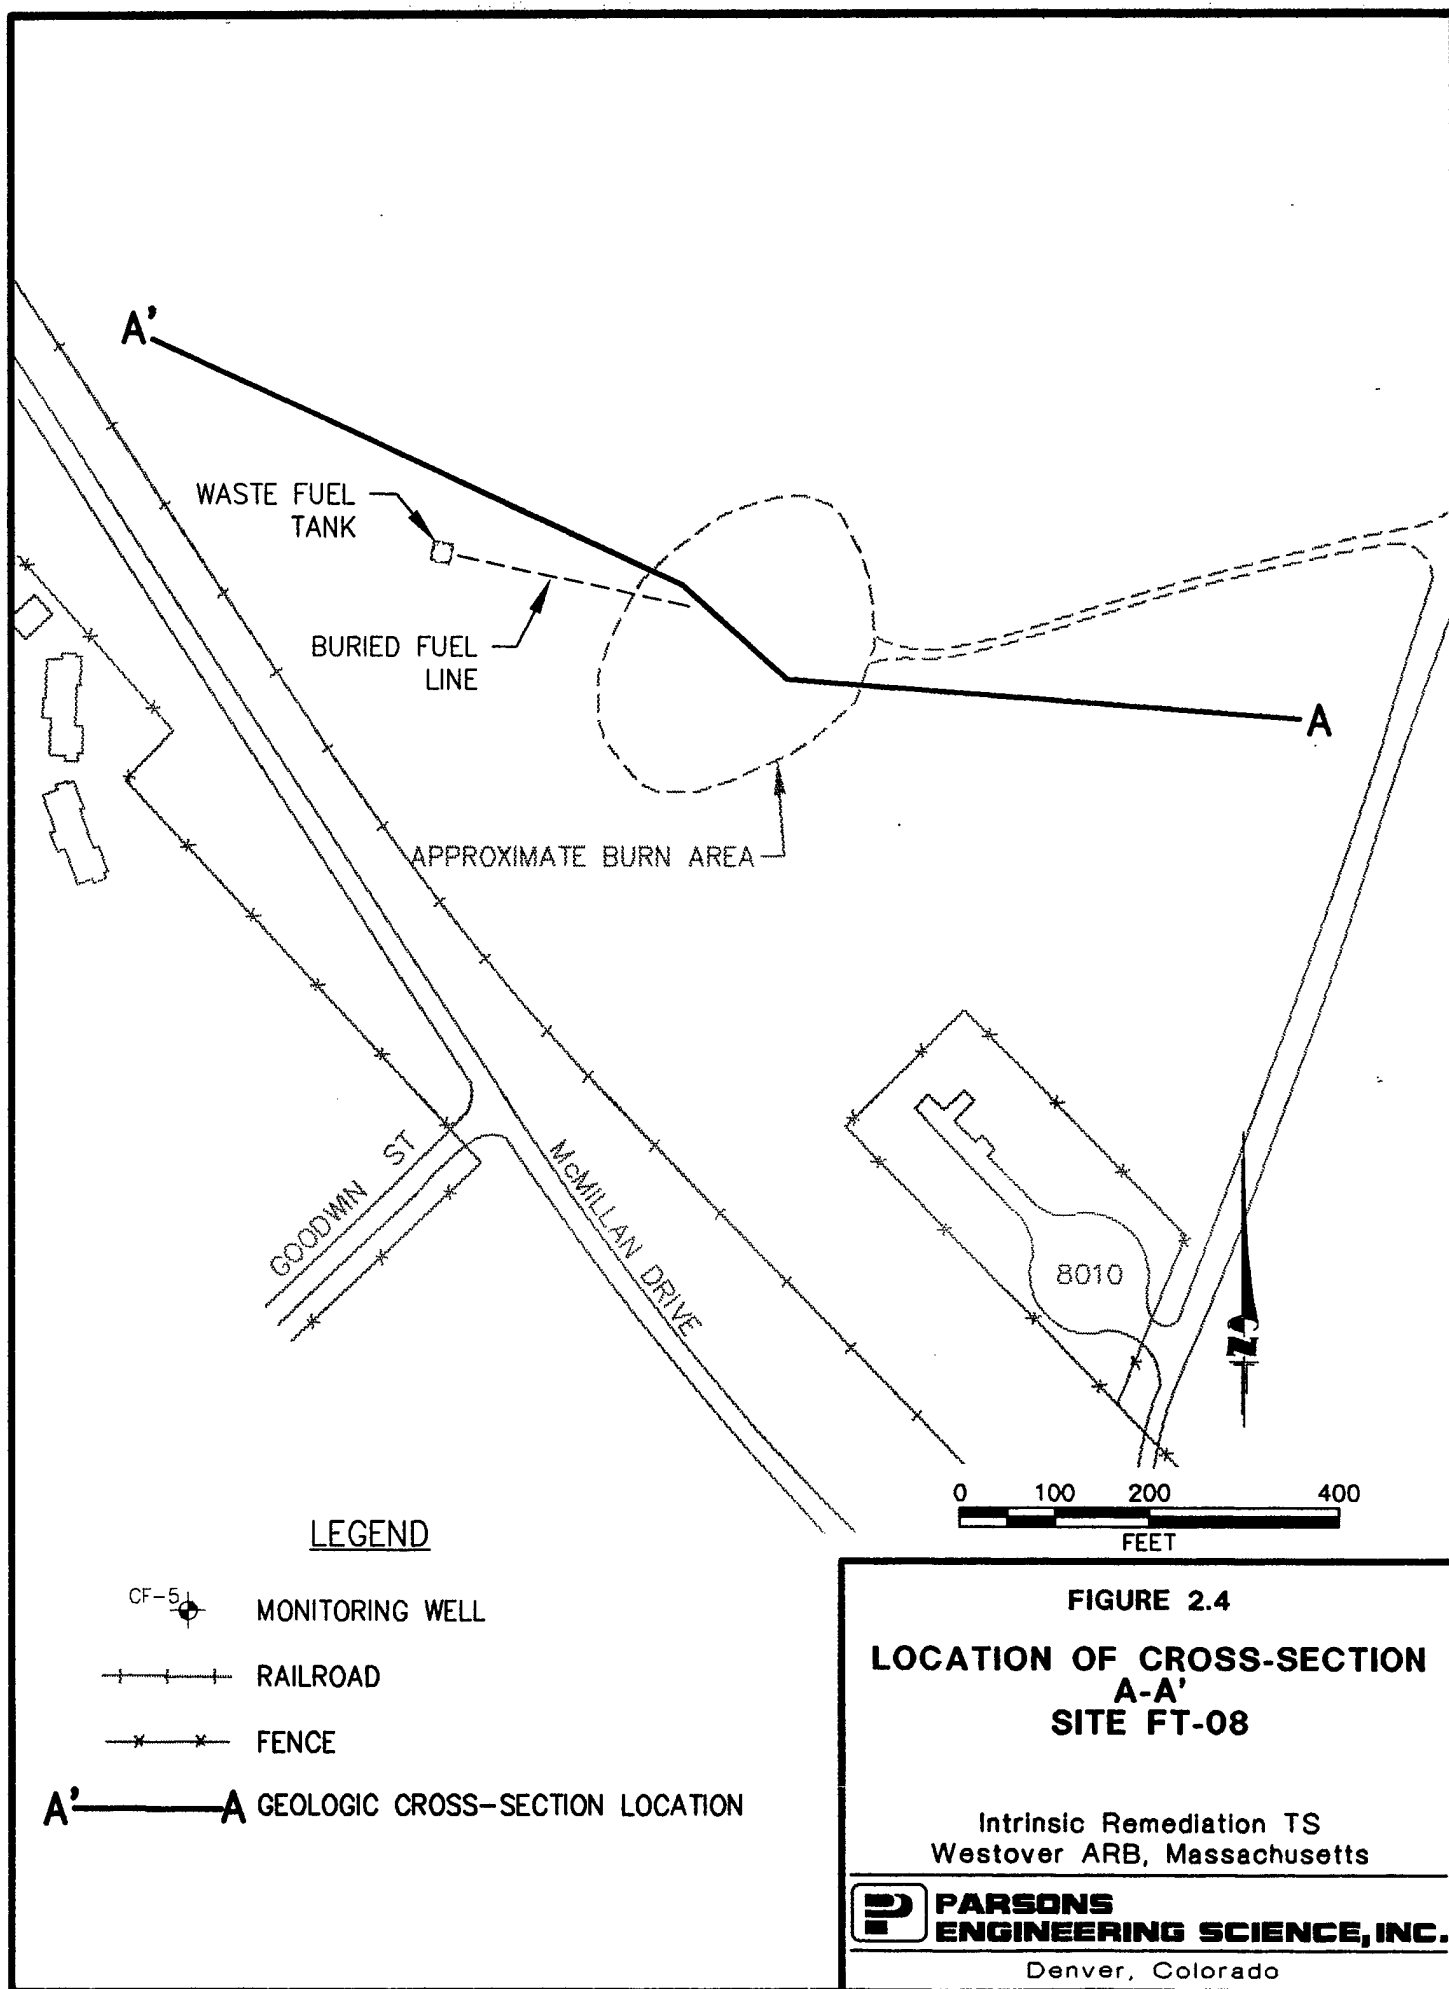 A'
WASTE FUEL
TANK
BURIED FUEL
LINE
A
APPROXIMATE BURN AREA
GOODWIN ST
McMILLAN DRIVE
8010
N
0 100 200 400
FEET
LEGEND
CF-5
MONITORING WELL
RAILROAD
FENCE
A' A GEOLOGIC CROSS-SECTION LOCATION
FIGURE 2.4
LOCATION OF CROSS-SECTION
A-A'
SITE FT-08
Intrinsic Remediation TS
Westover ARB, Massachusetts
PARSONS
ENGINEERING SCIENCE, INC.
Denver, Colorado